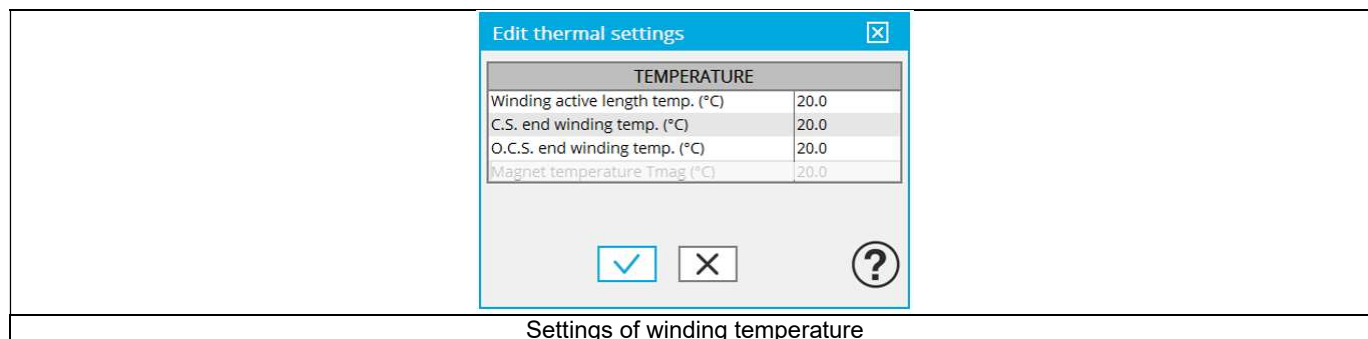 Edit thermal settings
TEMPERATURE
Winding active length temp. (°C) 20.0
C.S. end winding temp. (°C) 20.0
O.C.S. end winding temp. (°C) 20.0
Magnet temperature Tmag (°C) 20.0
?
Settings of winding temperature